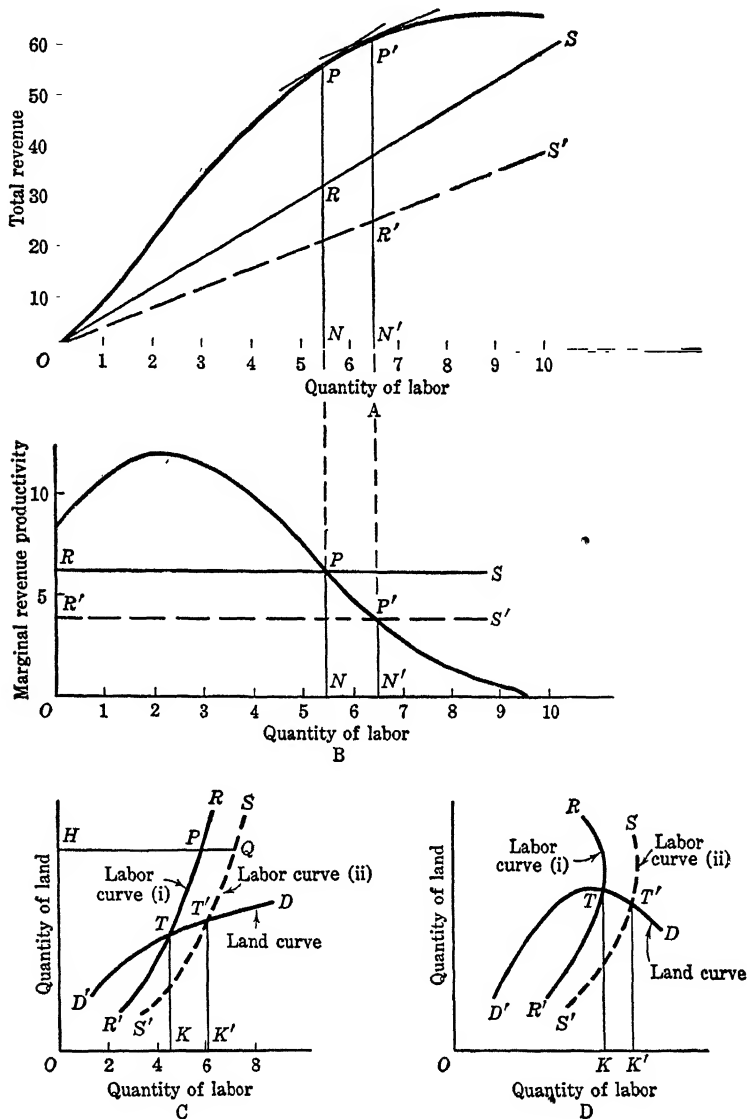 Total revenue
60
50
40
30
20
10
O
P
P'
S
S'
R
R'
N
N'
1 2 3 4 5 6 7 8 9 10
Quantity of labor
A
Marginal revenue productivity
10
5
R
P
S
R'
P'
S'
N
N'
O 1 2 3 4 5 6 7 8 9 10
Quantity of labor
B
Quantity of land
R
S
H
P
Q
Labor
curve (i)
Labor curve (ii)
T
T'
D
Land curve
D'
R'
S'
K
K'
0 2 4 6 8
Quantity of labor
C
Quantity of land
R
S
Labor
curve (i)
Labor
curve (ii)
T
T'
D
Land curve
D'
R'
S'
O K K'
Quantity of labor
D